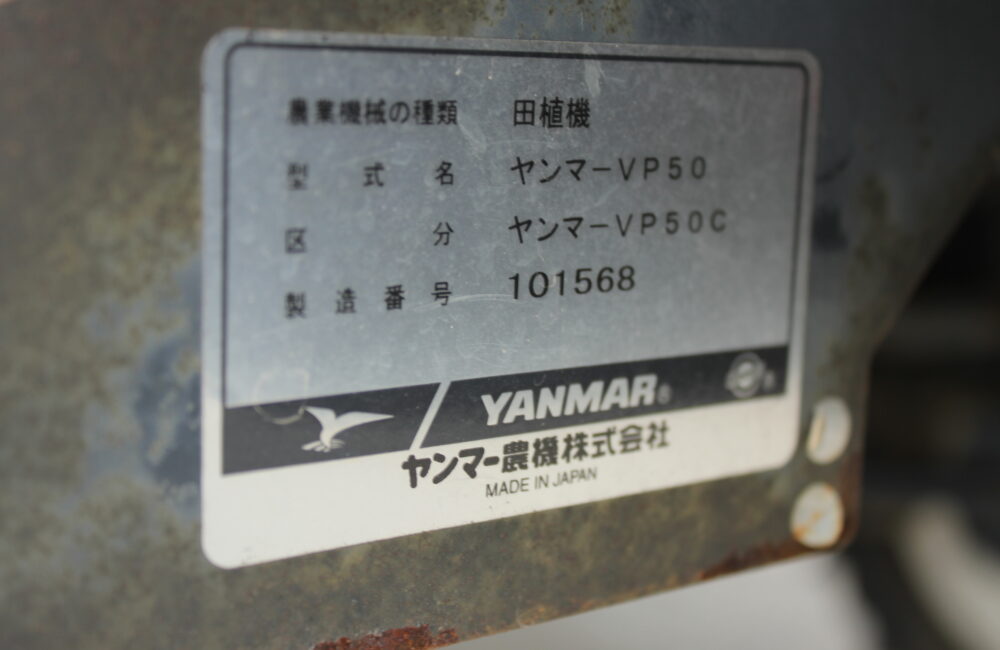 農業機械の種類 田植機
型式名 ヤンマーVP50
区分 ヤンマーVP50C
製造番号 101568
YANMAR®
ヤンマー農機株式会社
MADE IN JAPAN